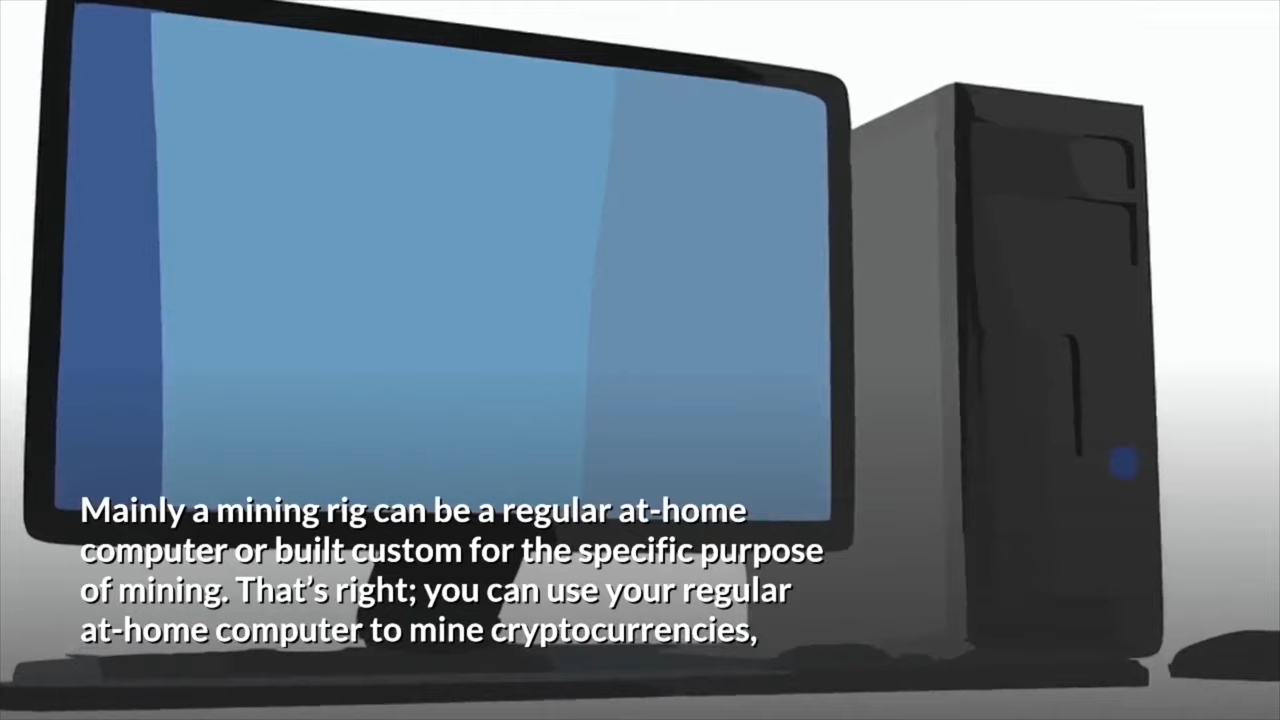 Mainly a mining rig can be a regular at-home
computer or built custom for the specific purpose
of mining. That’s right; you can use your regular
at-home computer to mine cryptocurrencies,